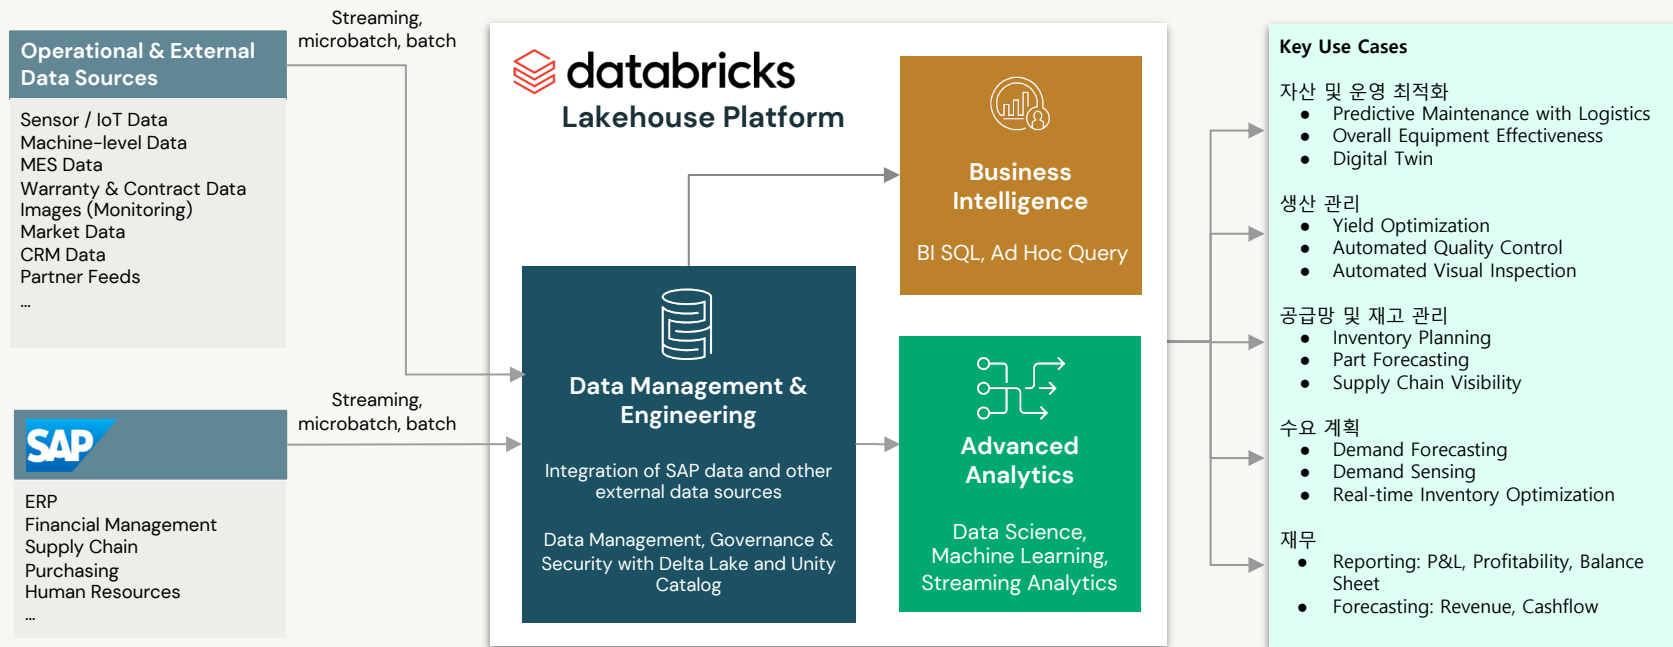 Streaming,
microbatch, batch
Operational & External
Data Sources
Sensor / IoT Data
Machine-level Data
MES Data
Warranty & Contract Data
Images (Monitoring)
Market Data
CRM Data
Partner Feeds
...
Streaming,
microbatch, batch
SAP
ERP
Financial Management
Supply Chain
Purchasing
Human Resources
...
databricks
Lakehouse Platform
Data Management &
Engineering
Integration of SAP data and other
external data sources
Data Management, Governance &
Security with Delta Lake and Unity
Catalog
Business
Intelligence
BI SQL, Ad Hoc Query
Advanced
Analytics
Data Science,
Machine Learning,
Streaming Analytics
Key Use Cases
자산 및 운영 최적화
● Predictive Maintenance with Logistics
● Overall Equipment Effectiveness
● Digital Twin
생산 관리
● Yield Optimization
● Automated Quality Control
● Automated Visual Inspection
공급망 및 재고 관리
● Inventory Planning
● Part Forecasting
● Supply Chain Visibility
수요 계획
● Demand Forecasting
● Demand Sensing
● Real-time Inventory Optimization
재무
● Reporting: P&L, Profitability, Balance
Sheet
● Forecasting: Revenue, Cashflow